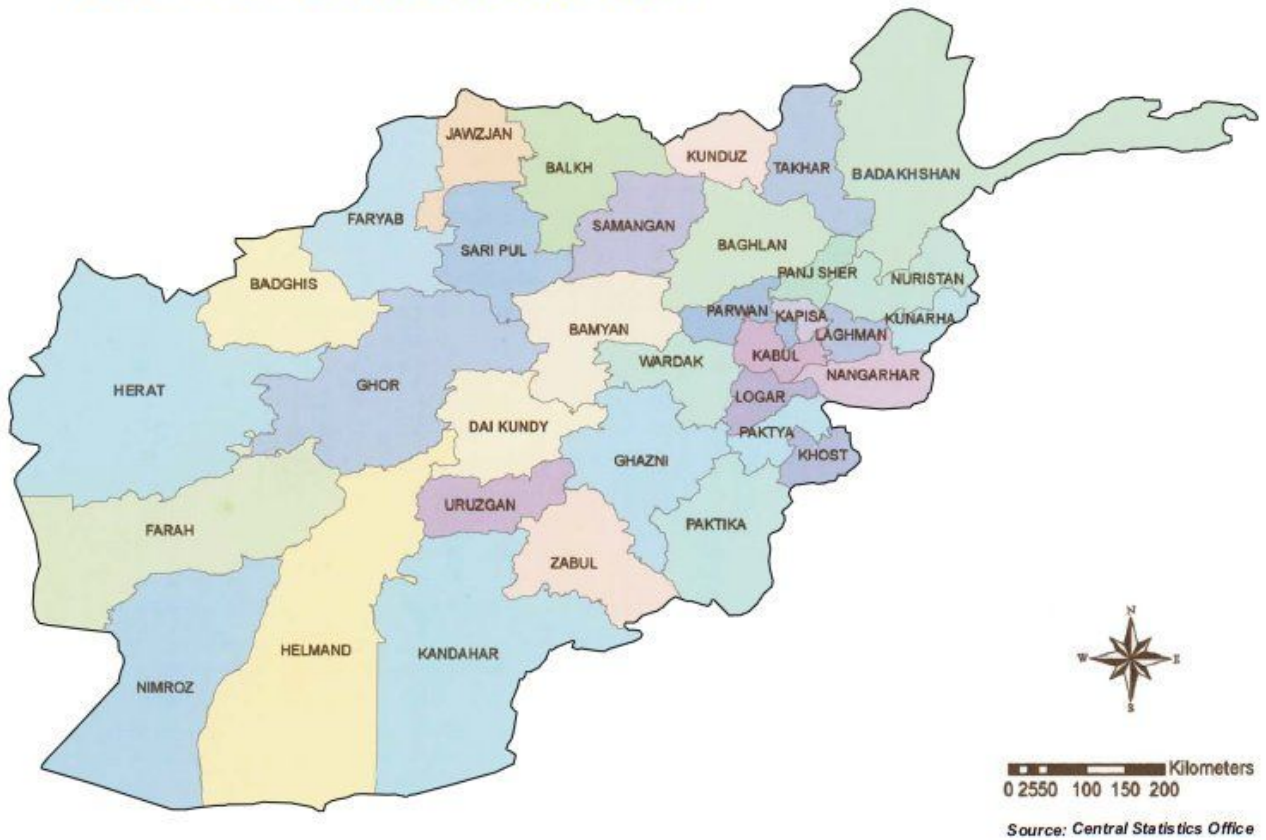 JAWZJAN
BALKH
KUNDUZ
TAKHAR
BADAKHSHAN
FARYAB
SAMANGAN
SARI PUL
BAGHLAN
PANJ SHER
NURISTAN
BADGHIS
PARWAN
KAPISA
KUNARHA
BAMYAN
LAGHMAN
WARDAK
KABUL
NANGARHAR
HERAT
GHOR
LOGAR
DAI KUNDY
PAKTYA
GHAZNI
KHOST
URUZGAN
FARAH
PAKTIKA
ZABUL
HELMAND
KANDAHAR
NIMROZ
N
W
E
S
Kilometers
0 2550 100 150 200
Source: Central Statistics Office